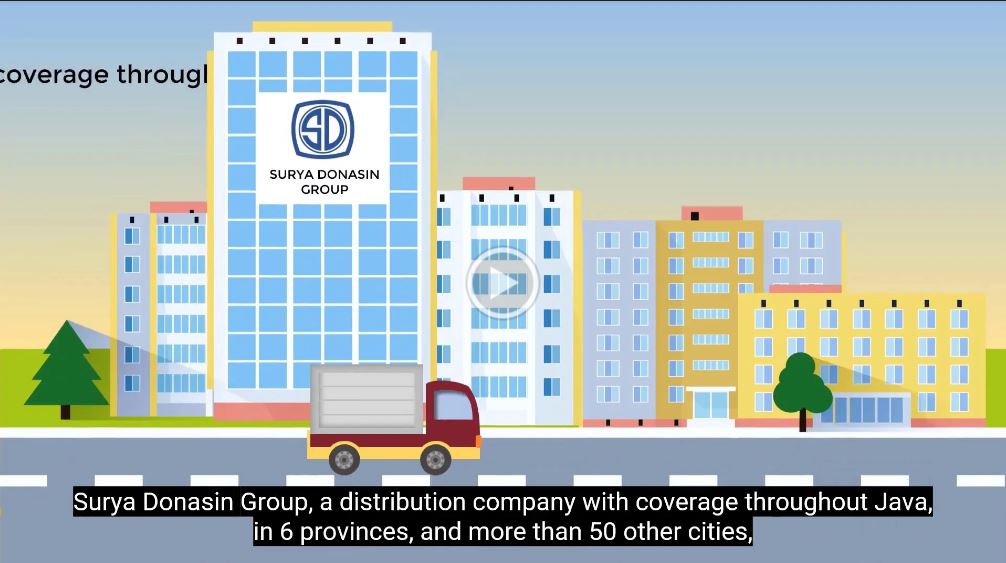 coverage through
SD
SURYA DONASIN
GROUP
Surya Donasin Group, a distribution company with coverage throughout Java,
in 6 provinces, and more than 50 other cities,